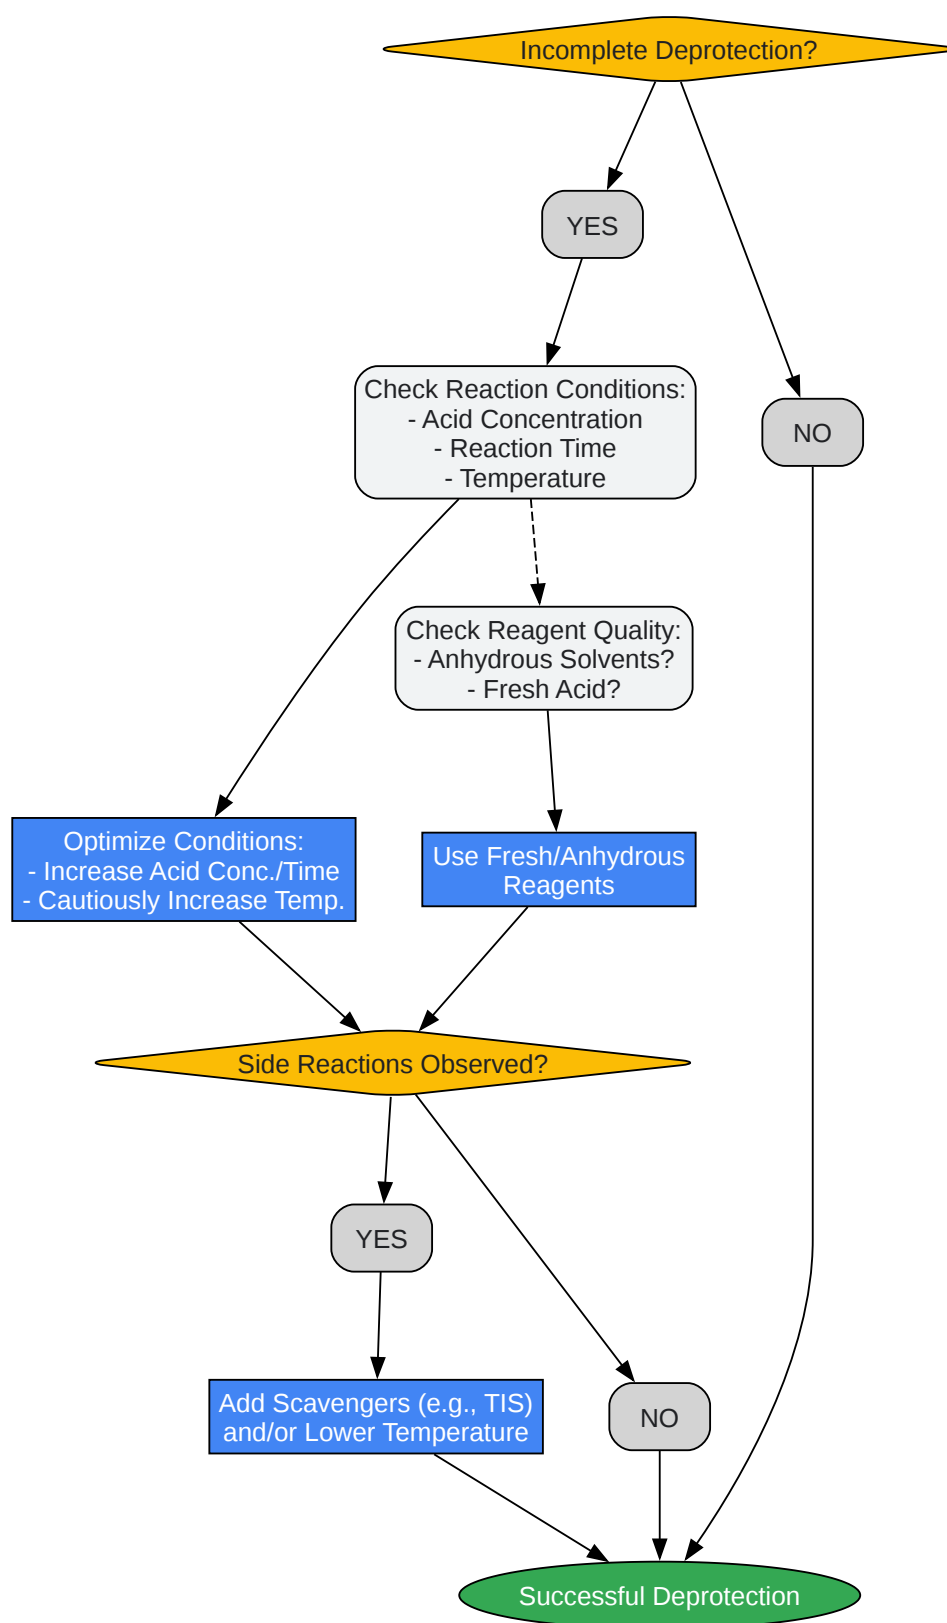 Incomplete Deprotection?
YES
Check Reaction Conditions:
- Acid Concentration
- Reaction Time
- Temperature
NO
Check Reagent Quality:
- Anhydrous Solvents?
- Fresh Acid?
Optimize Conditions:
- Increase Acid Conc./Time
- Cautiously Increase Temp.
Use Fresh/Anhydrous
Reagents
Side Reactions Observed?
YES
Add Scavengers (e.g., TIS)
and/or Lower Temperature
NO
Successful Deprotection